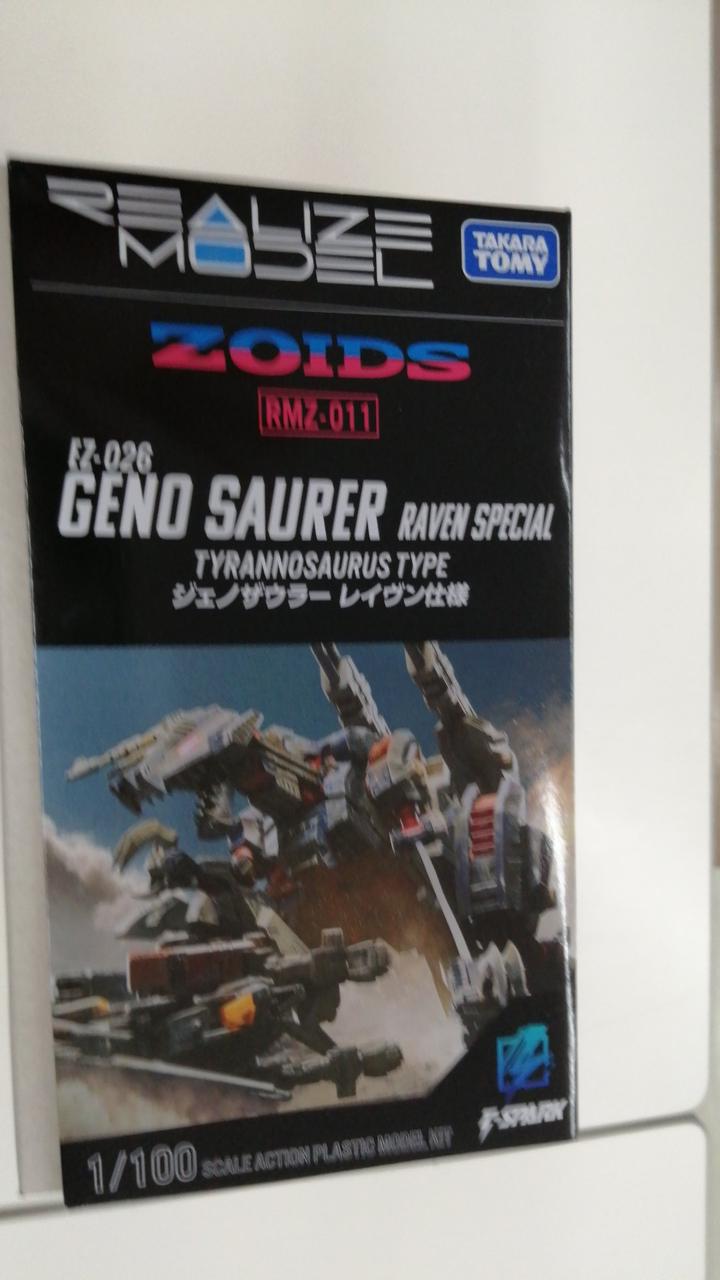 REALIZE
MODEL
TAKARA
TOMY
ZOIDS
RMZ-011
EZ-026
GENO SAURER RAVEN SPECIAL
TYRANNOSAURUS TYPE
ジェノザウラー レイヴン仕様
T-SPARK
1/100 SCALE ACTION PLASTIC MODEL KIT